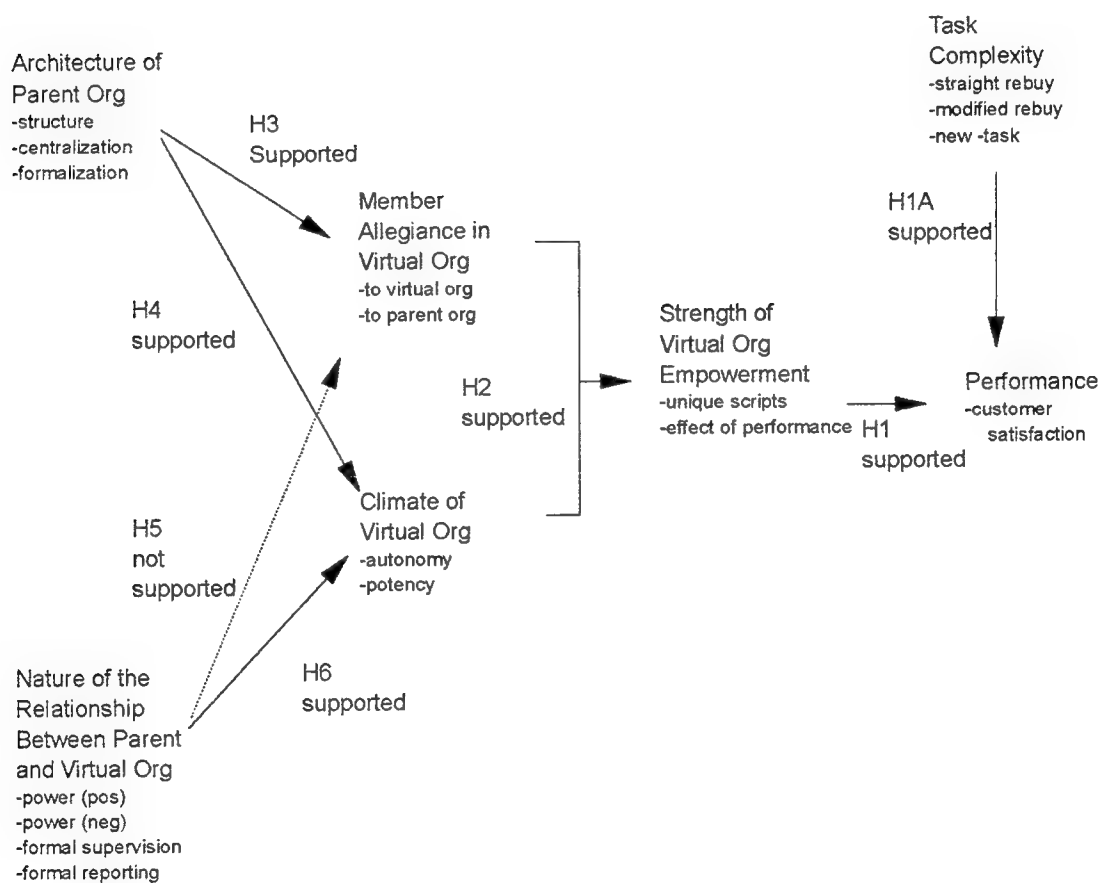 Architecture of
Parent Org
-structure
-centralization
-formalization
H3
Supported
Task
Complexity
-straight rebuy
-modified rebuy
-new -task
H1A
supported
Member
Allegiance in
Virtual Org
-to virtual org
-to parent org
H4
supported
H2
supported
Strength of
Virtual Org
Empowerment
-unique scripts
-effect of performance
H1
supported
Performance
-customer
satisfaction
H5
not
supported
Climate of
Virtual Org
-autonomy
-potency
H6
supported
Nature of the
Relationship
Between Parent
and Virtual Org
-power (pos)
-power (neg)
-formal supervision
-formal reporting